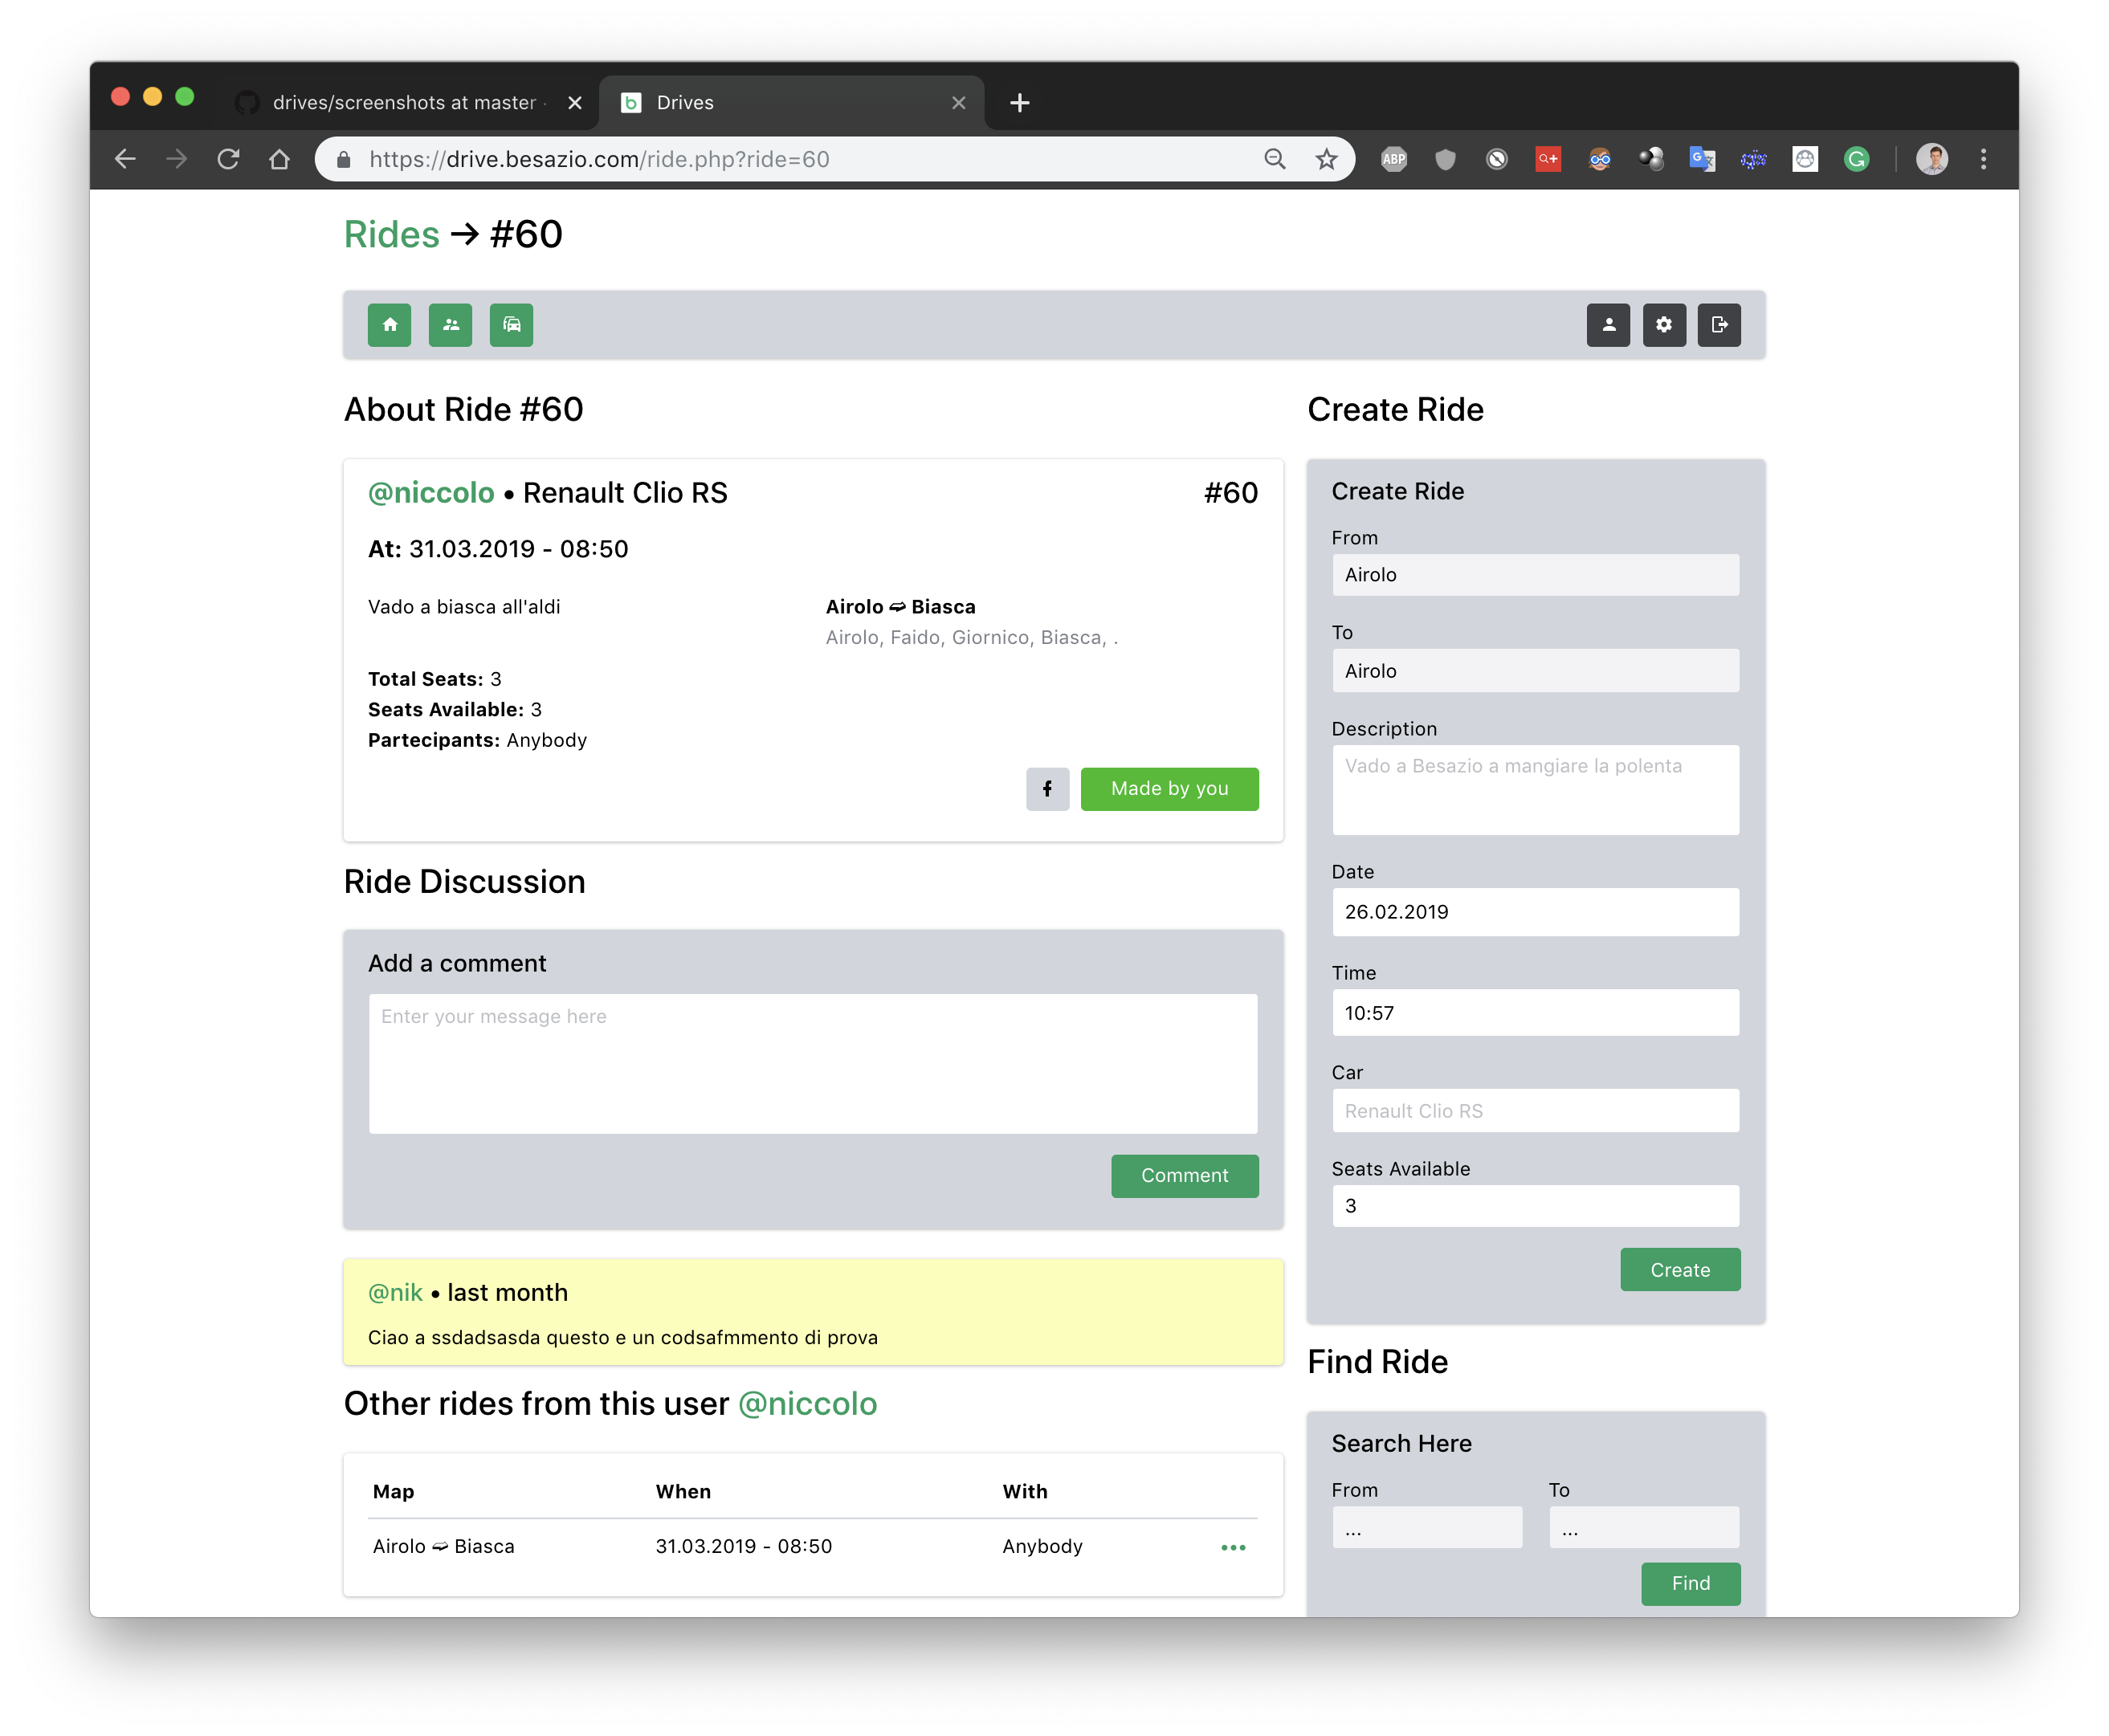 drives/screenshots at master
Drives
https://drive.besazio.com/ride.php?ride=60
ABP
Rides → #60
About Ride #60
@niccolo • Renault Clio RS
#60
At: 31.03.2019 - 08:50
Vado a biasca all'aldi
Airolo ➫ Biasca
Airolo, Faido, Giornico, Biasca, .
Total Seats: 3
Seats Available: 3
Partecipants: Anybody
Made by you
Ride Discussion
Add a comment
Enter your message here
Comment
@nik • last month
Ciao a ssdadsasda questo e un codsafmmento di prova
Other rides from this user @niccolo
Map When With
Airolo ➫ Biasca 31.03.2019 - 08:50 Anybody •••
Create Ride
Create Ride
From
Airolo
To
Airolo
Description
Vado a Besazio a mangiare la polenta
Date
26.02.2019
Time
10:57
Car
Renault Clio RS
Seats Available
3
Create
Find Ride
Search Here
From To
... ...
Find